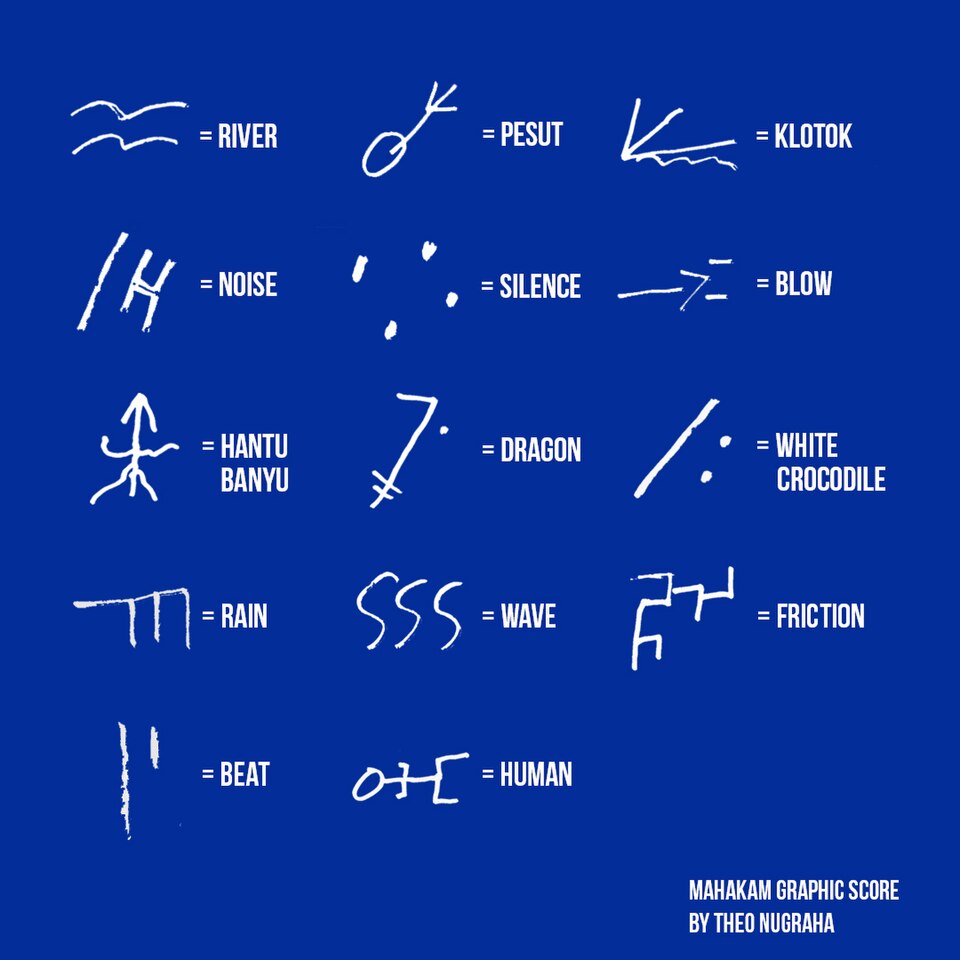 = RIVER
= PESUT
= KLOTOK
= NOISE
= SILENCE
= BLOW
= HANTU
BANYU
= DRAGON
= WHITE
CROCODILE
= RAIN
= WAVE
= FRICTION
= BEAT
= HUMAN
MAHAKAM GRAPHIC SCORE
BY THEO NUGRAHA